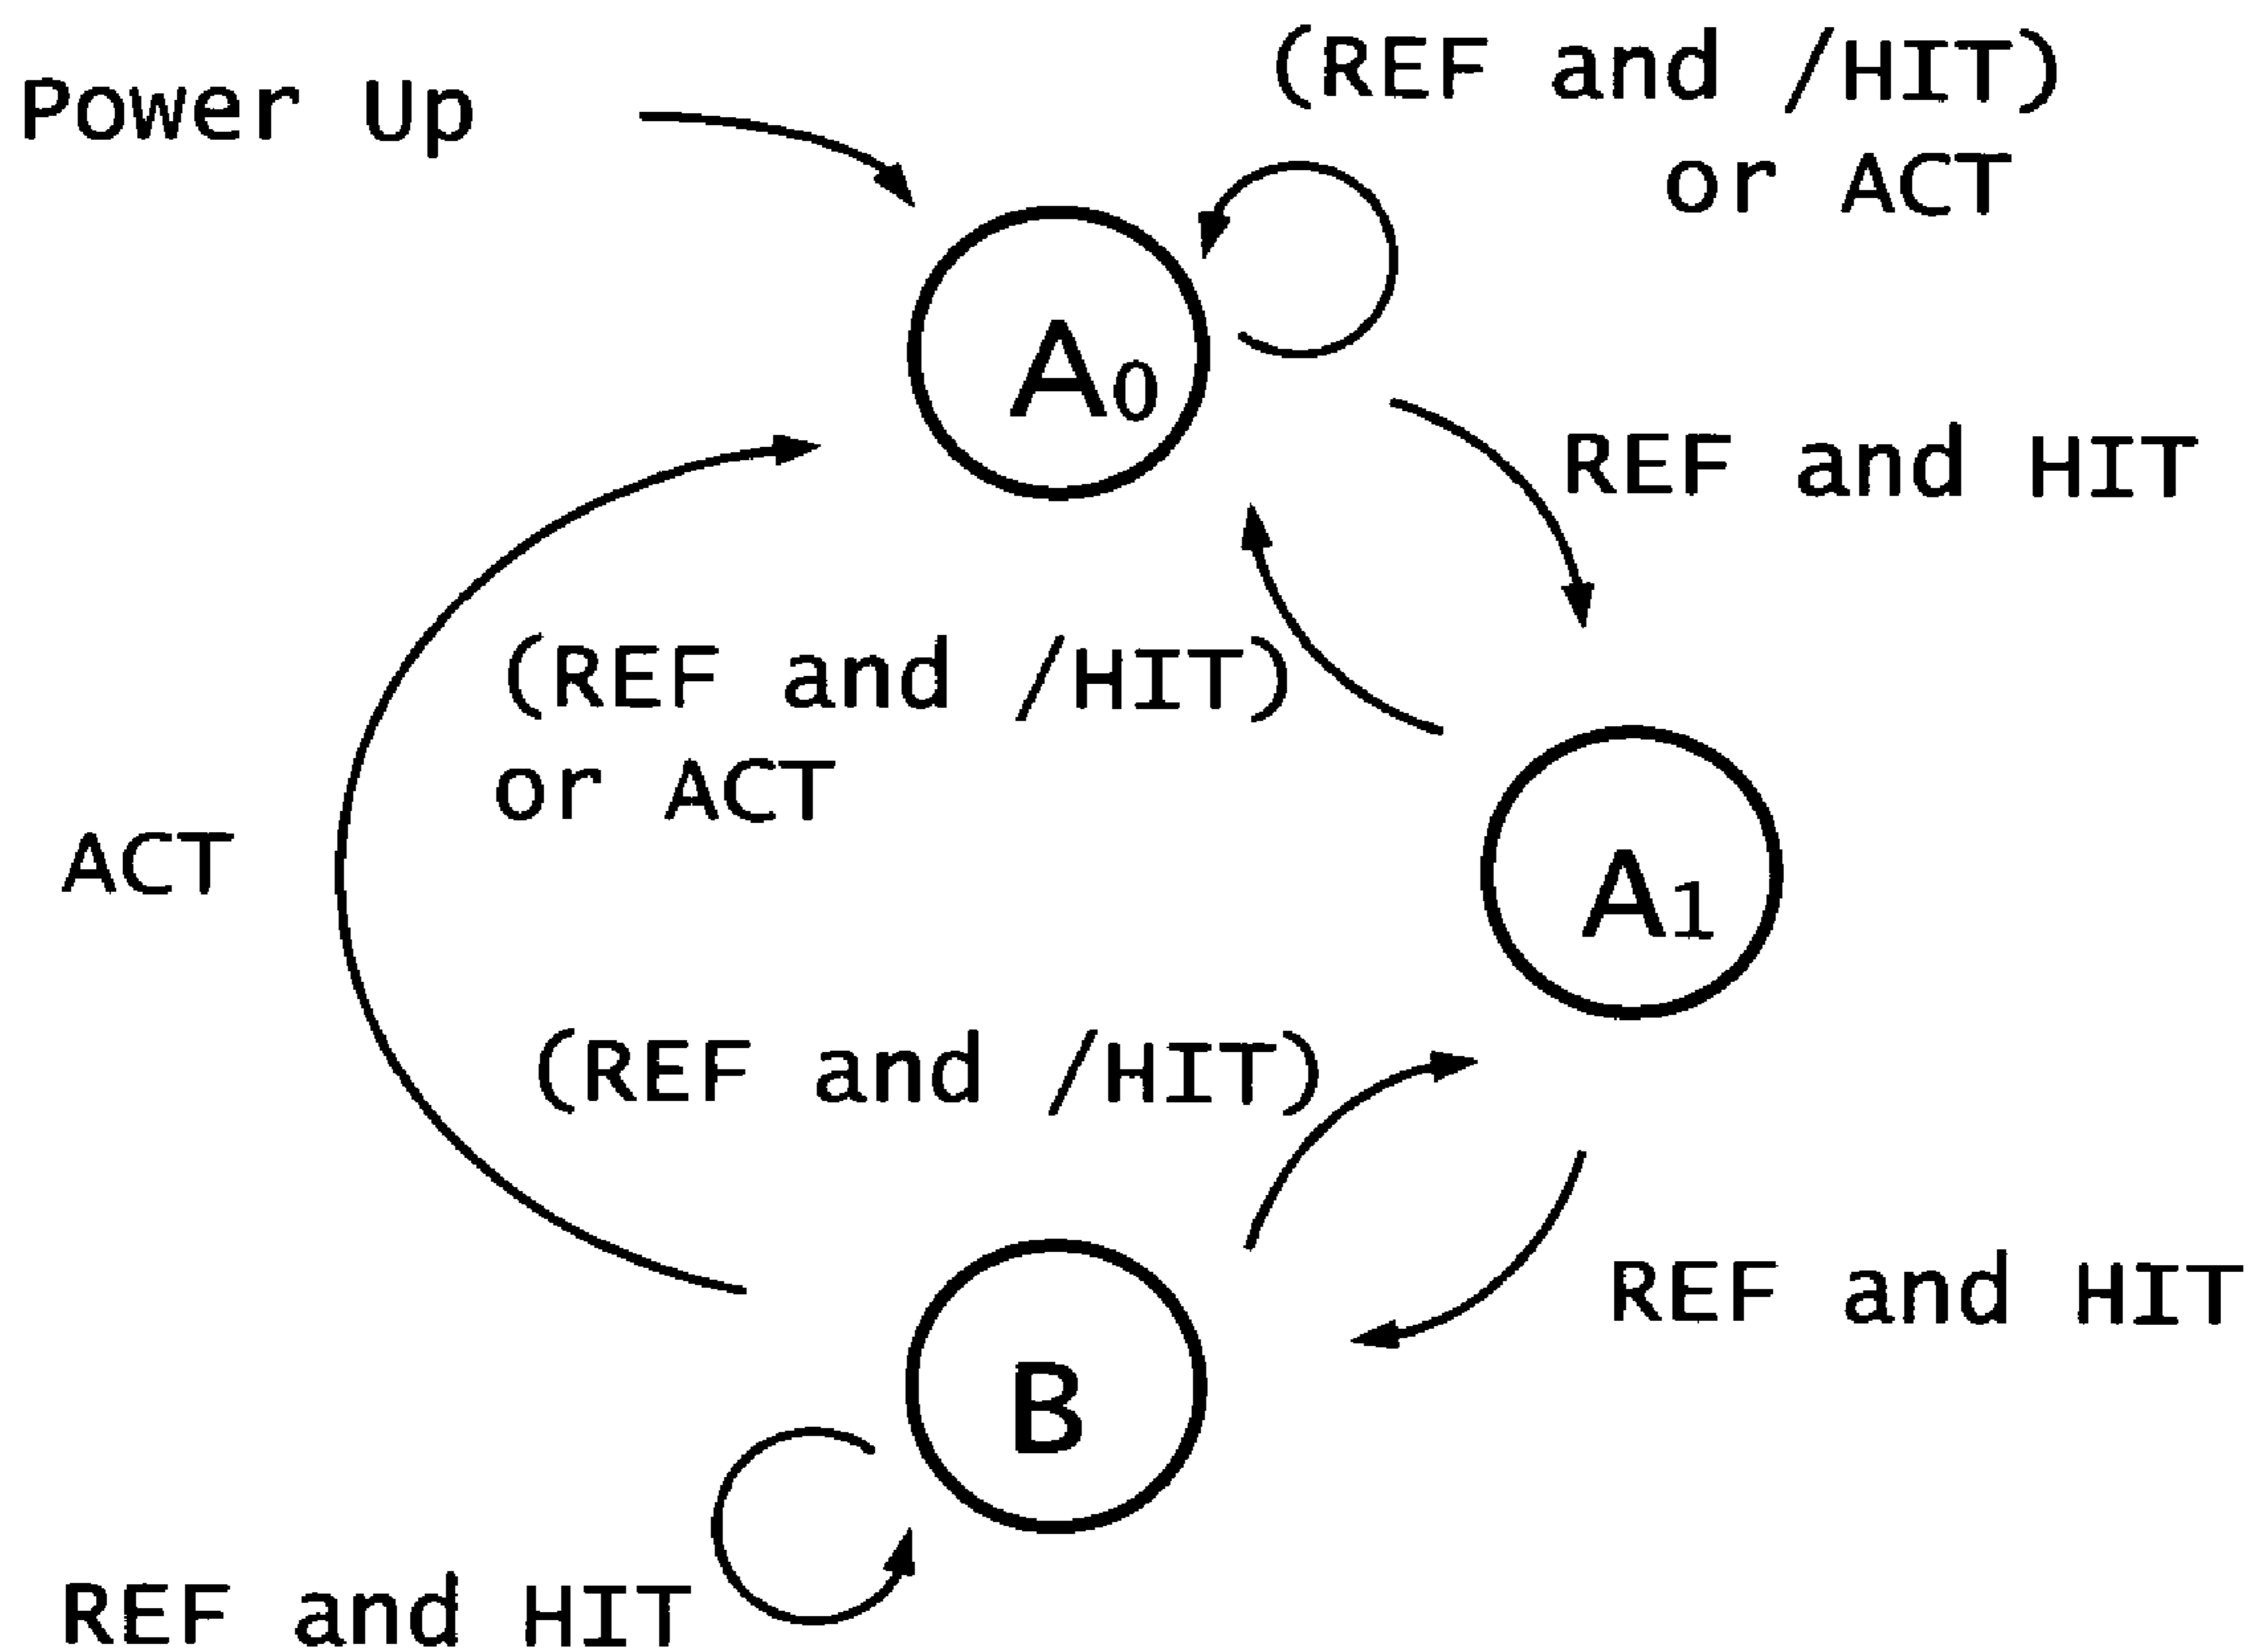 Power Up
(REF and /HIT)
or ACT
A0
REF and HIT
(REF and /HIT)
or ACT
ACT
A1
(REF and /HIT)
REF and HIT
B
REF and HIT